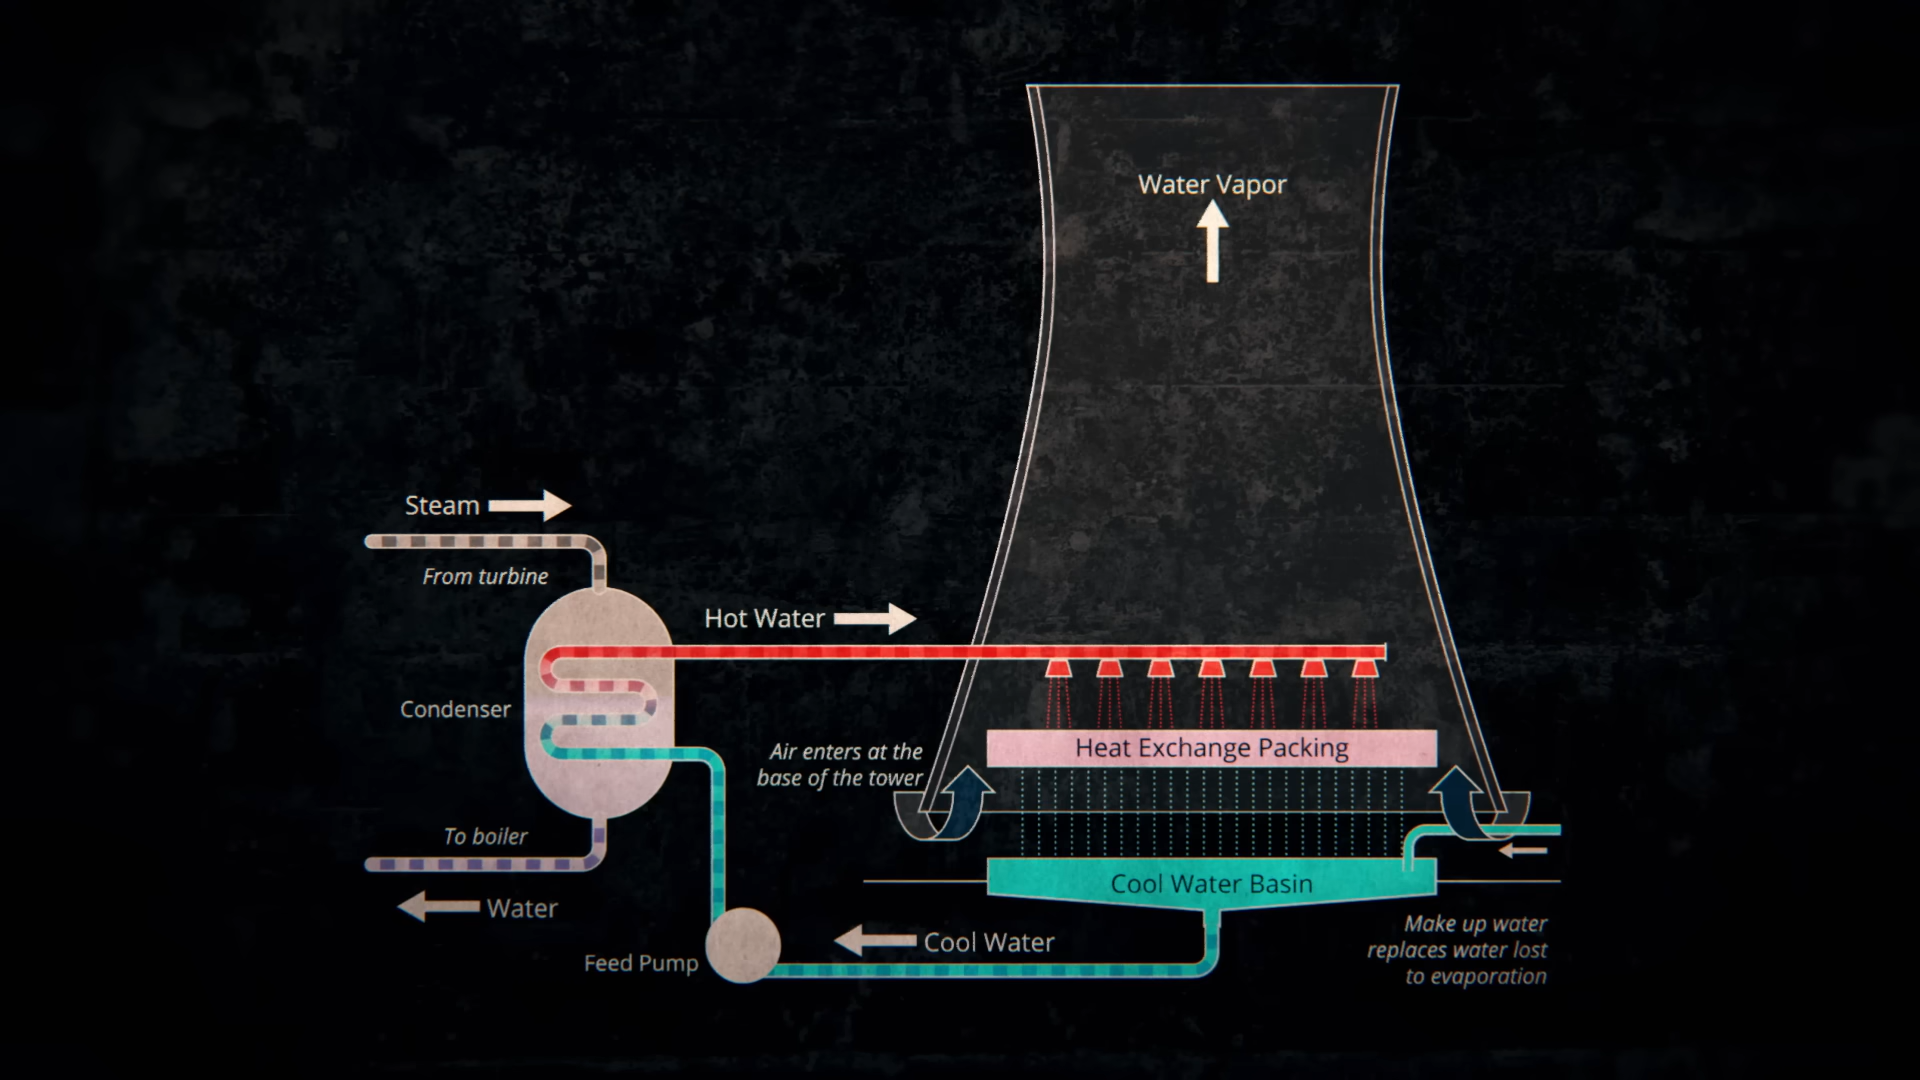 Water Vapor
Steam
From turbine
Hot Water
Condenser
Air enters at the
base of the tower
Heat Exchange Packing
To boiler
Water
Cool Water Basin
Feed Pump
Cool Water
Make up water
replaces water lost
to evaporation